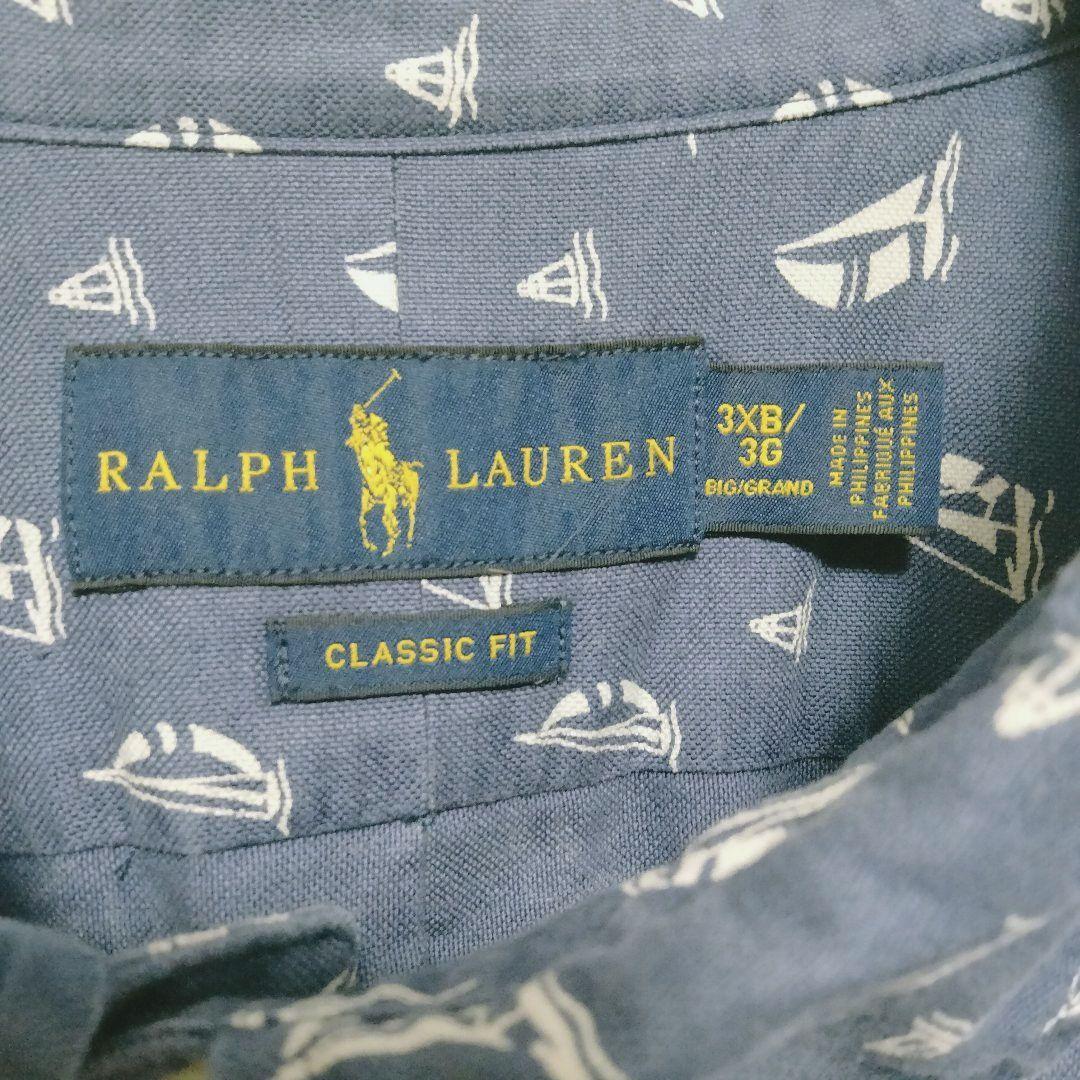 RALPH LAUREN
3XB/
3G
BIG/GRAND
MADE IN
PHILIPPINES
FABRIQUÉ AUX
PHILIPPINES
CLASSIC FIT